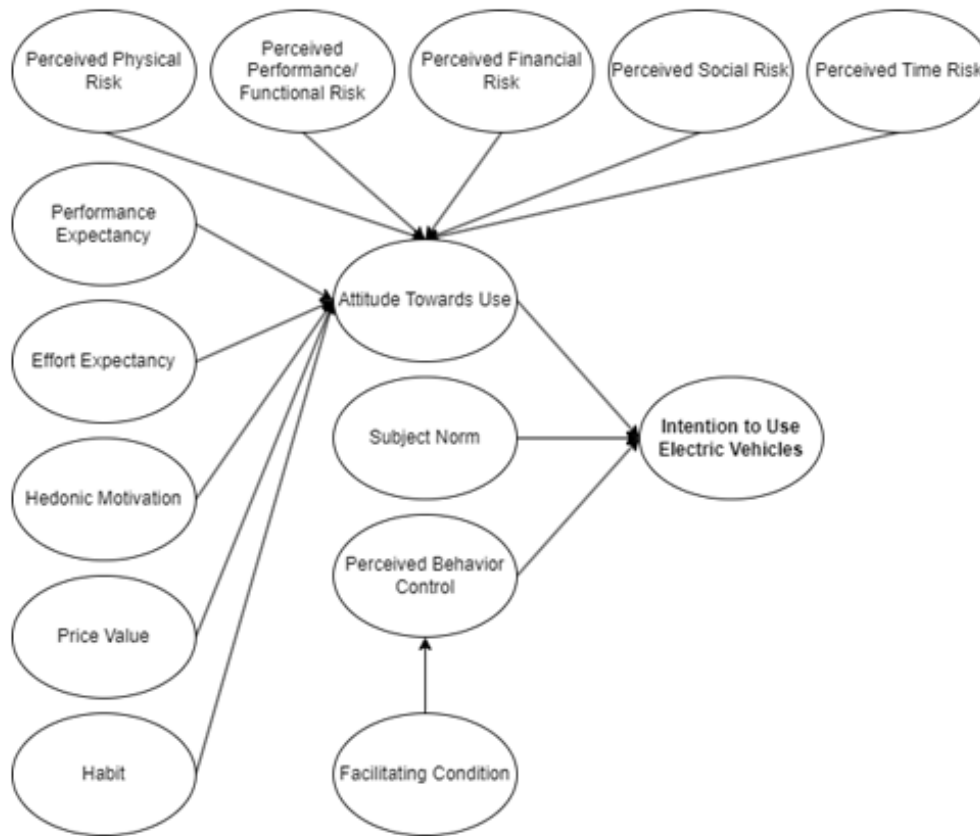 Perceived Physical
Risk
Perceived
Performance/
Functional Risk
Perceived Financial
Risk
Perceived Social Risk
Perceived Time Risk
Performance
Expectancy
Attitude Towards Use
Effort Expectancy
Subject Norm
Intention to Use
Electric Vehicles
Hedonic Motivation
Perceived Behavior
Control
Price Value
Habit
Facilitating Condition